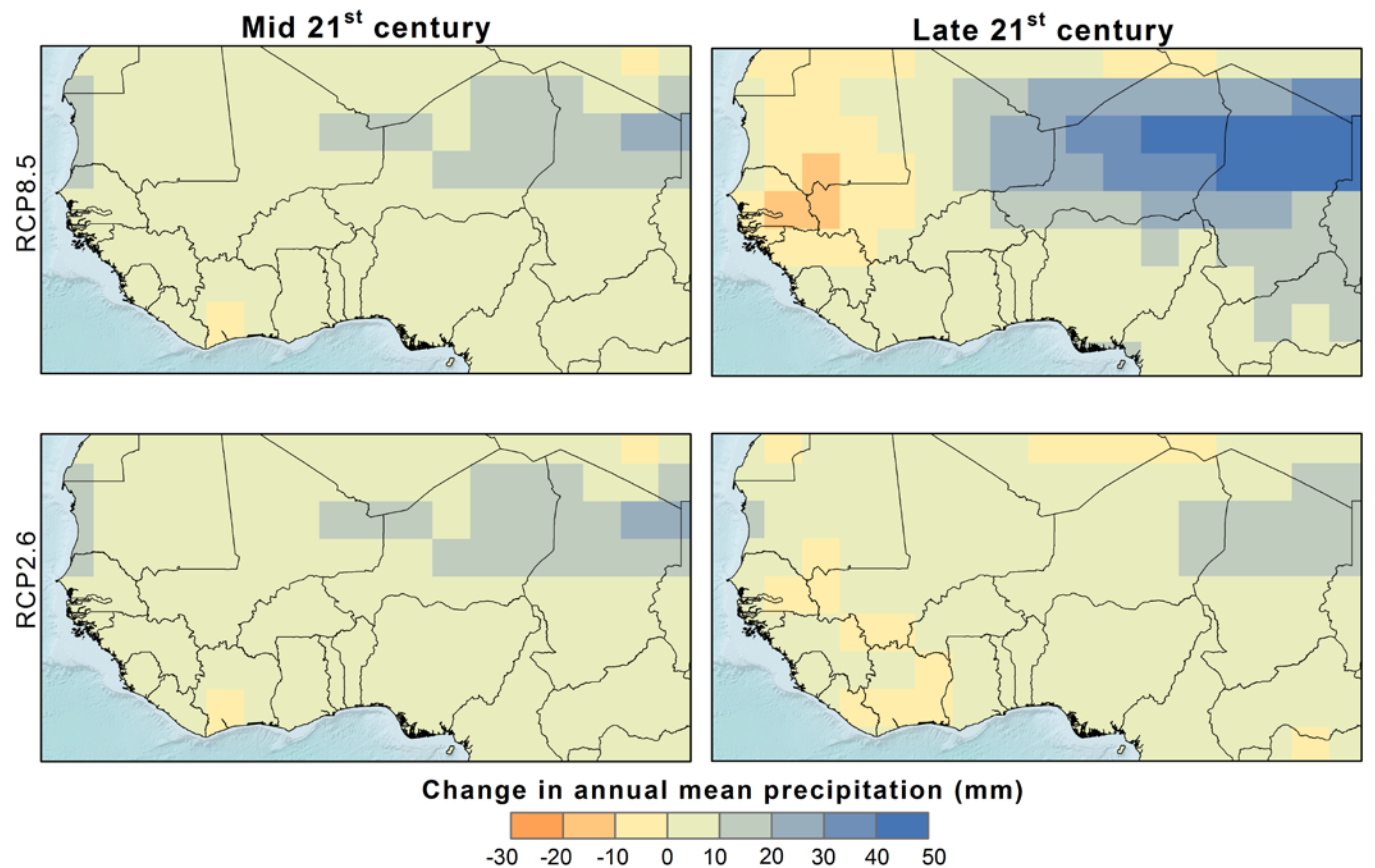 Mid 21st century
Late 21st century
RCP8.5
RCP2.6
Change in annual mean precipitation (mm)
-30 -20 -10 0 10 20 30 40 50